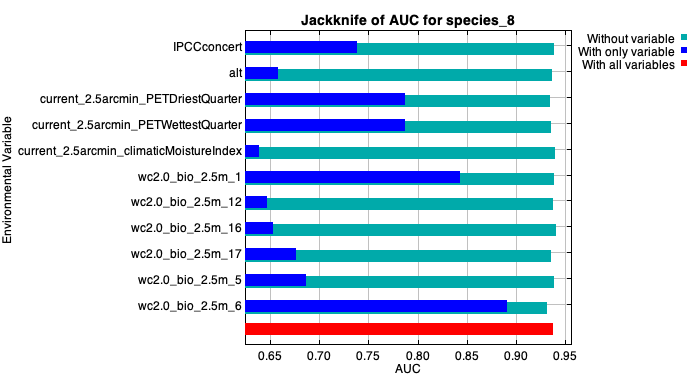 Jackknife of AUC for species_8
Without variable
With only variable
With all variables
Environmental Variable
IPCCconcert
alt
current_2.5arcmin_PETDriestQuarter
current_2.5arcmin_PETWettestQuarter
current_2.5arcmin_climaticMoistureIndex
wc2.0_bio_2.5m_1
wc2.0_bio_2.5m_12
wc2.0_bio_2.5m_16
wc2.0_bio_2.5m_17
wc2.0_bio_2.5m_5
wc2.0_bio_2.5m_6
0.65 0.70 0.75 0.80 0.85 0.90 0.95
AUC